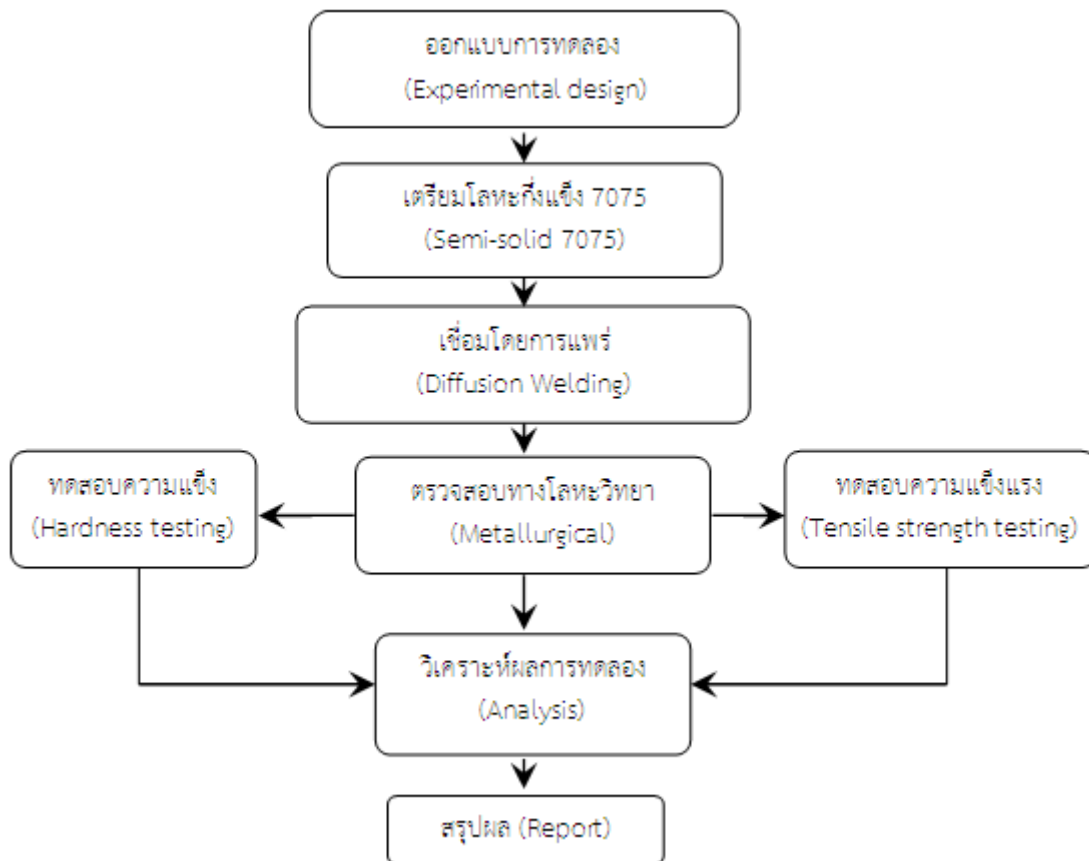 ออกแบบการทดลอง
(Experimental design)
เตรียมโลหะกึ่งแข็ง 7075
(Semi-solid 7075)
เชื่อมโดยการแพร่
(Diffusion Welding)
ทดสอบความแข็ง
(Hardness testing)
ตรวจสอบทางโลหะวิทยา
(Metallurgical)
ทดสอบความแข็งแรง
(Tensile strength testing)
วิเคราะห์ผลการทดลอง
(Analysis)
สรุปผล (Report)